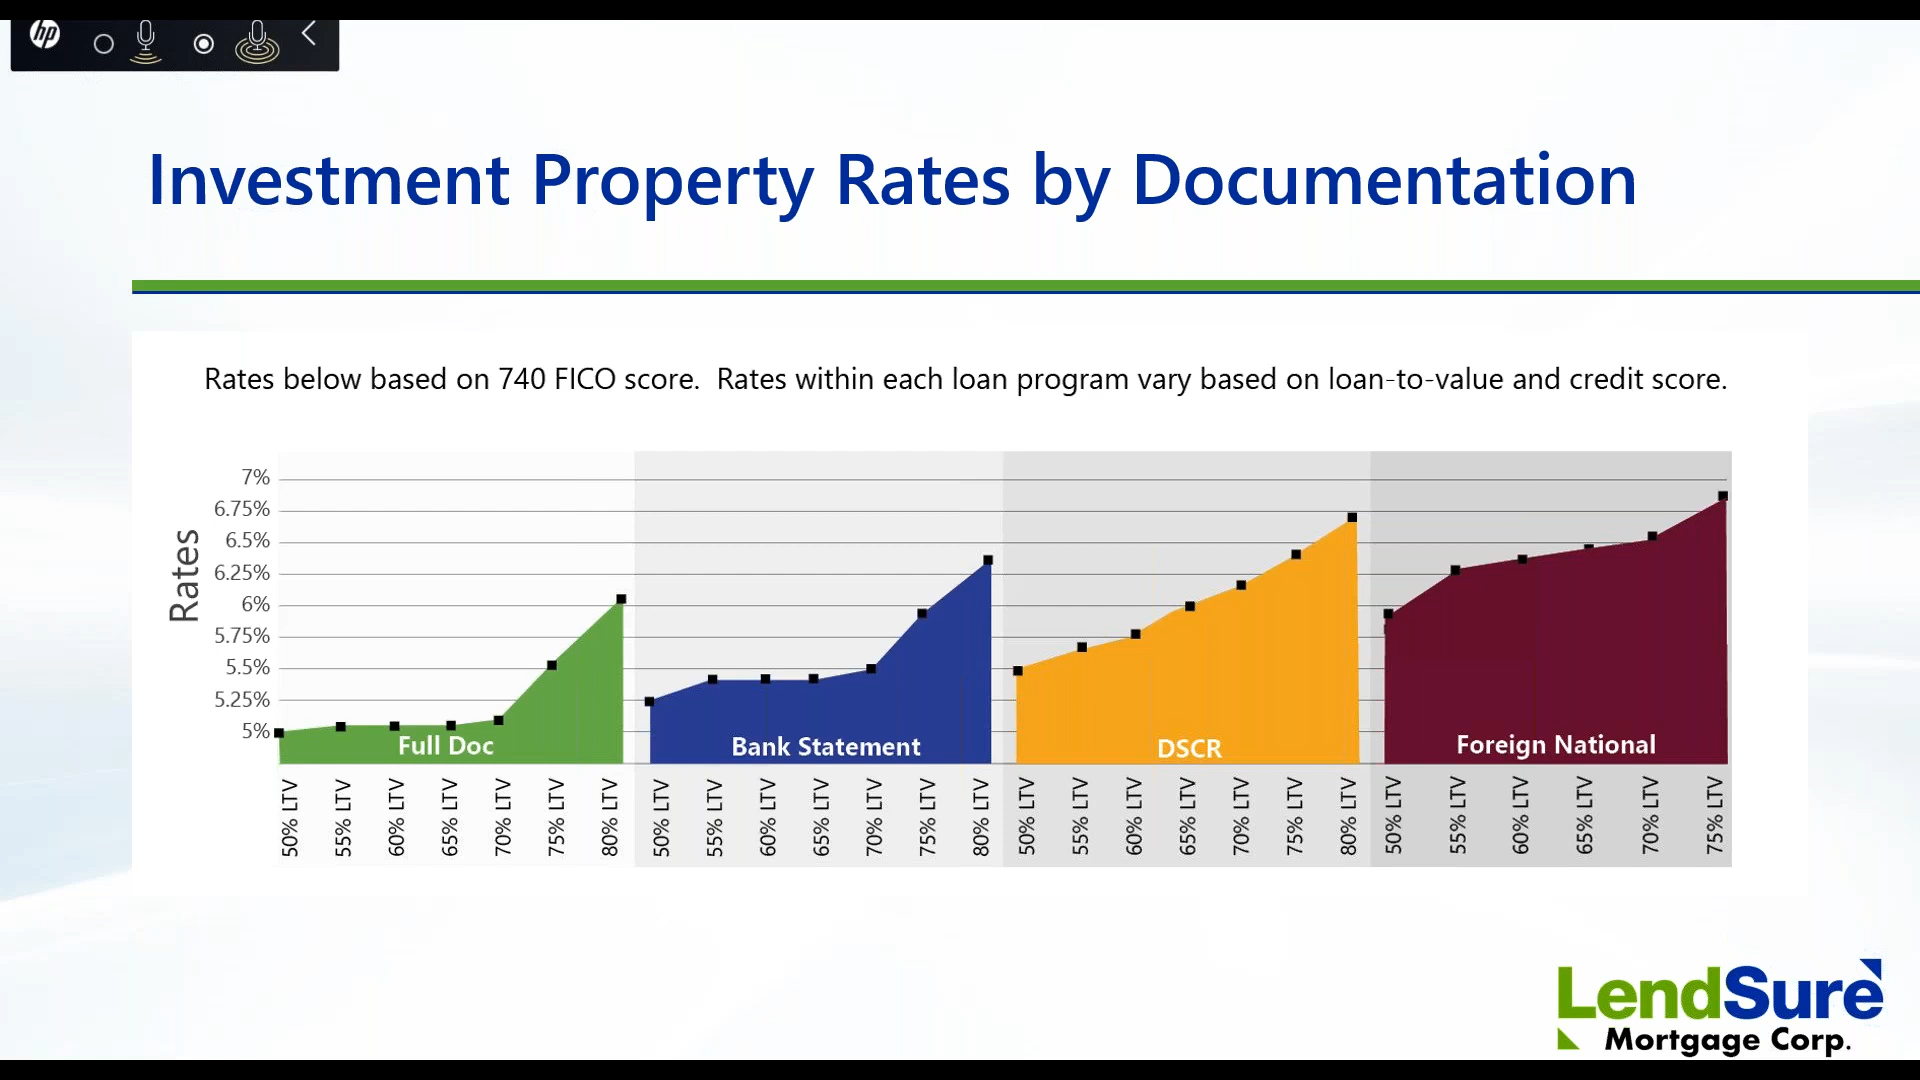 hp
Investment Property Rates by Documentation
Rates below based on 740 FICO score. Rates within each loan program vary based on loan-to-value and credit score.
Rates
7%
6.75%
6.5%
6.25%
6%
5.75%
5.5%
5.25%
5%
Full Doc
Bank Statement
DSCR
Foreign National
50% LTV
55% LTV
60% LTV
65% LTV
70% LTV
75% LTV
80% LTV
50% LTV
55% LTV
60% LTV
65% LTV
70% LTV
75% LTV
80% LTV
50% LTV
55% LTV
60% LTV
65% LTV
70% LTV
75% LTV
80% LTV
50% LTV
55% LTV
60% LTV
65% LTV
70% LTV
75% LTV
LendSure
Mortgage Corp.